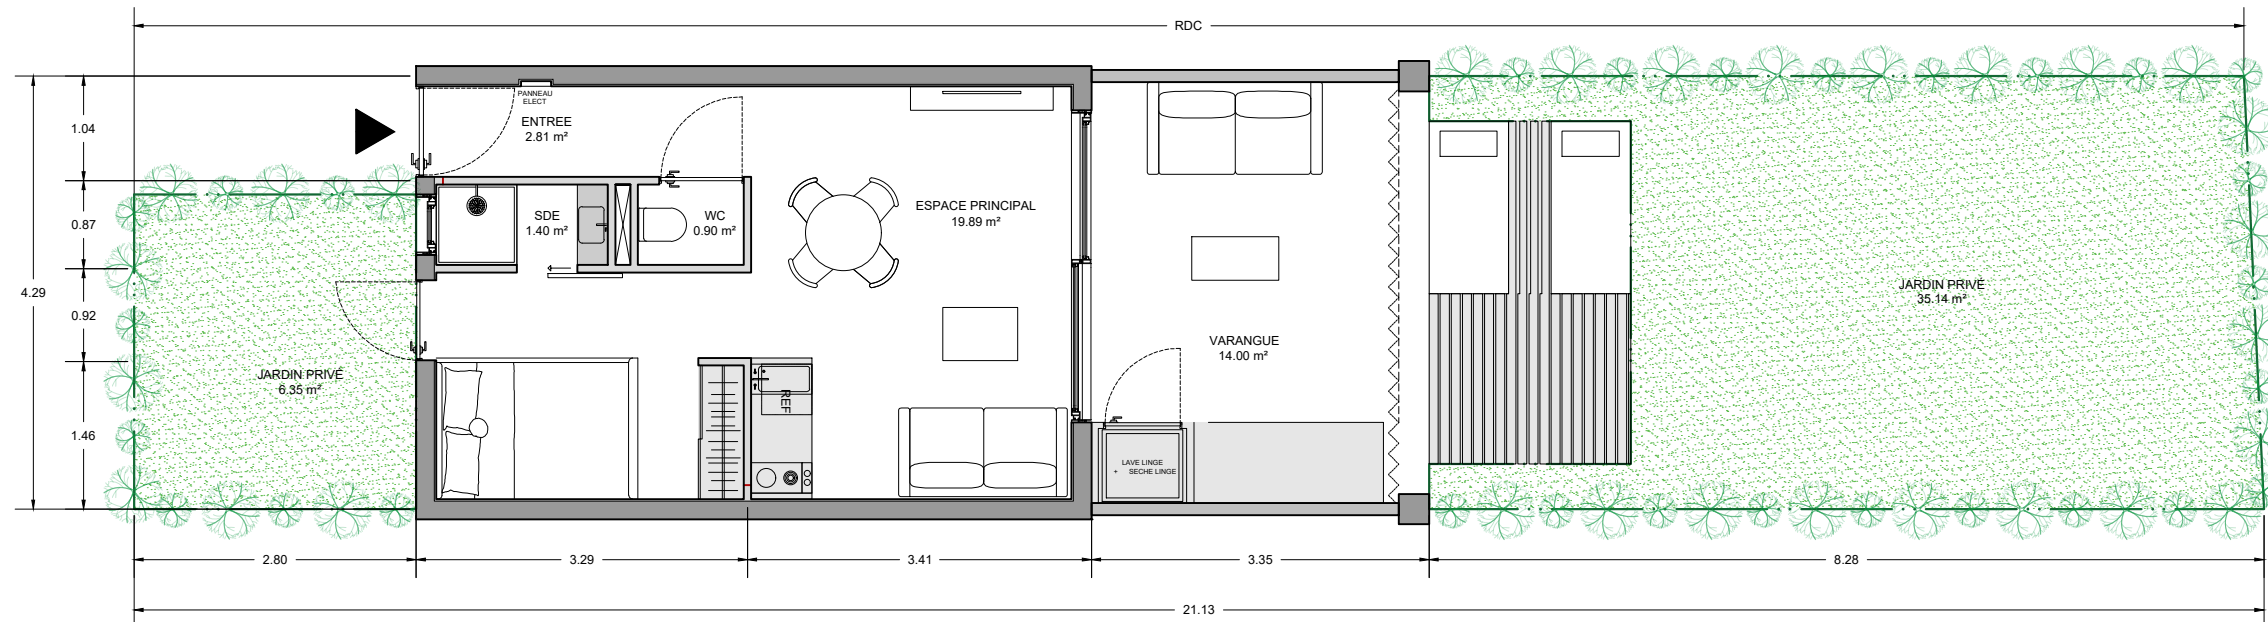 RDC
PANNEAU
ELECT
ENTREE
2.81 m²
1.04
0.87
4.29
0.92
1.46
SDE
1.40 m²
WC
0.90 m²
ESPACE PRINCIPAL
19.89 m²
JARDIN PRIVÉ
35.14 m²
VARANGUE
14.00 m²
JARDIN PRIVÉ
6.35 m²
REF
LAVE LINGE
+ SECHE LINGE
2.80
3.29
3.41
3.35
8.28
21.13